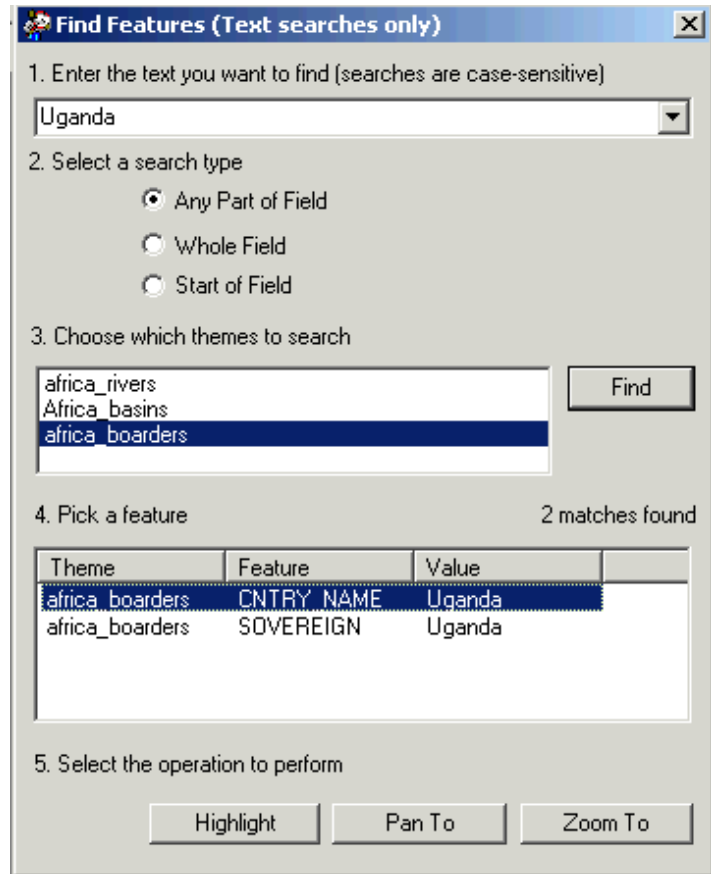 Find Features (Text searches only)
1. Enter the text you want to find (searches are case-sensitive)
Uganda
2. Select a search type
Any Part of Field
Whole Field
Start of Field
3. Choose which themes to search
africa_rivers
Africa_basins
africa_boarders
Find
4. Pick a feature 2 matches found
Theme Feature Value
africa_boarders CNTRY_NAME Uganda
africa_boarders SOVEREIGN Uganda
5. Select the operation to perform
Highlight Pan To Zoom To